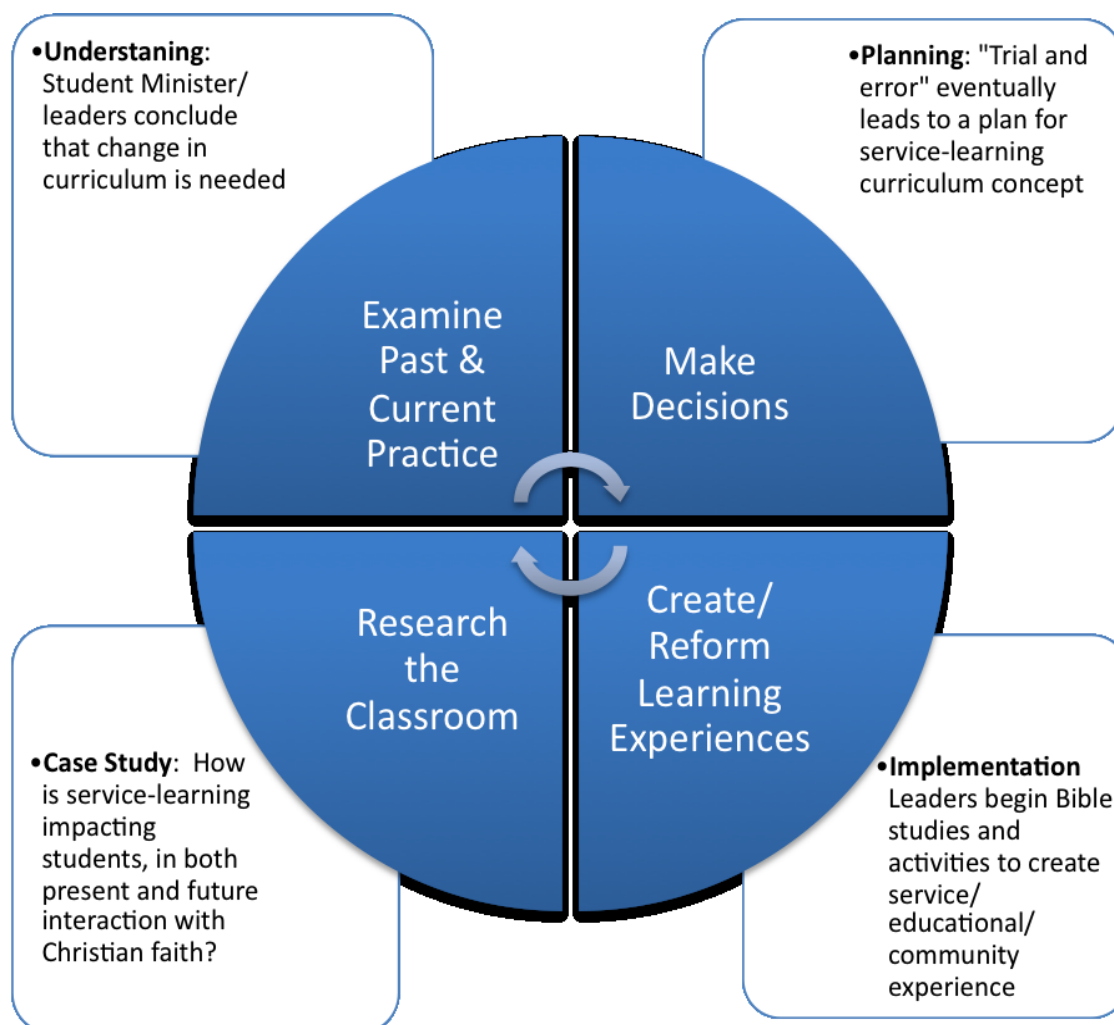 •Understaning:
Student Minister/
leaders conclude
that change in
curriculum is needed
•Planning: "Trial and
error" eventually
leads to a plan for
service-learning
curriculum concept
Examine
Past &
Current
Practice
Make
Decisions
Research
the
Classroom
Create/
Reform
Learning
Experiences
•Case Study:  How
is service-learning
impacting
students, in both
present and future
interaction with
Christian faith?
•Implementation
Leaders begin Bible
studies and
activities to create
service/
educational/
community
experience